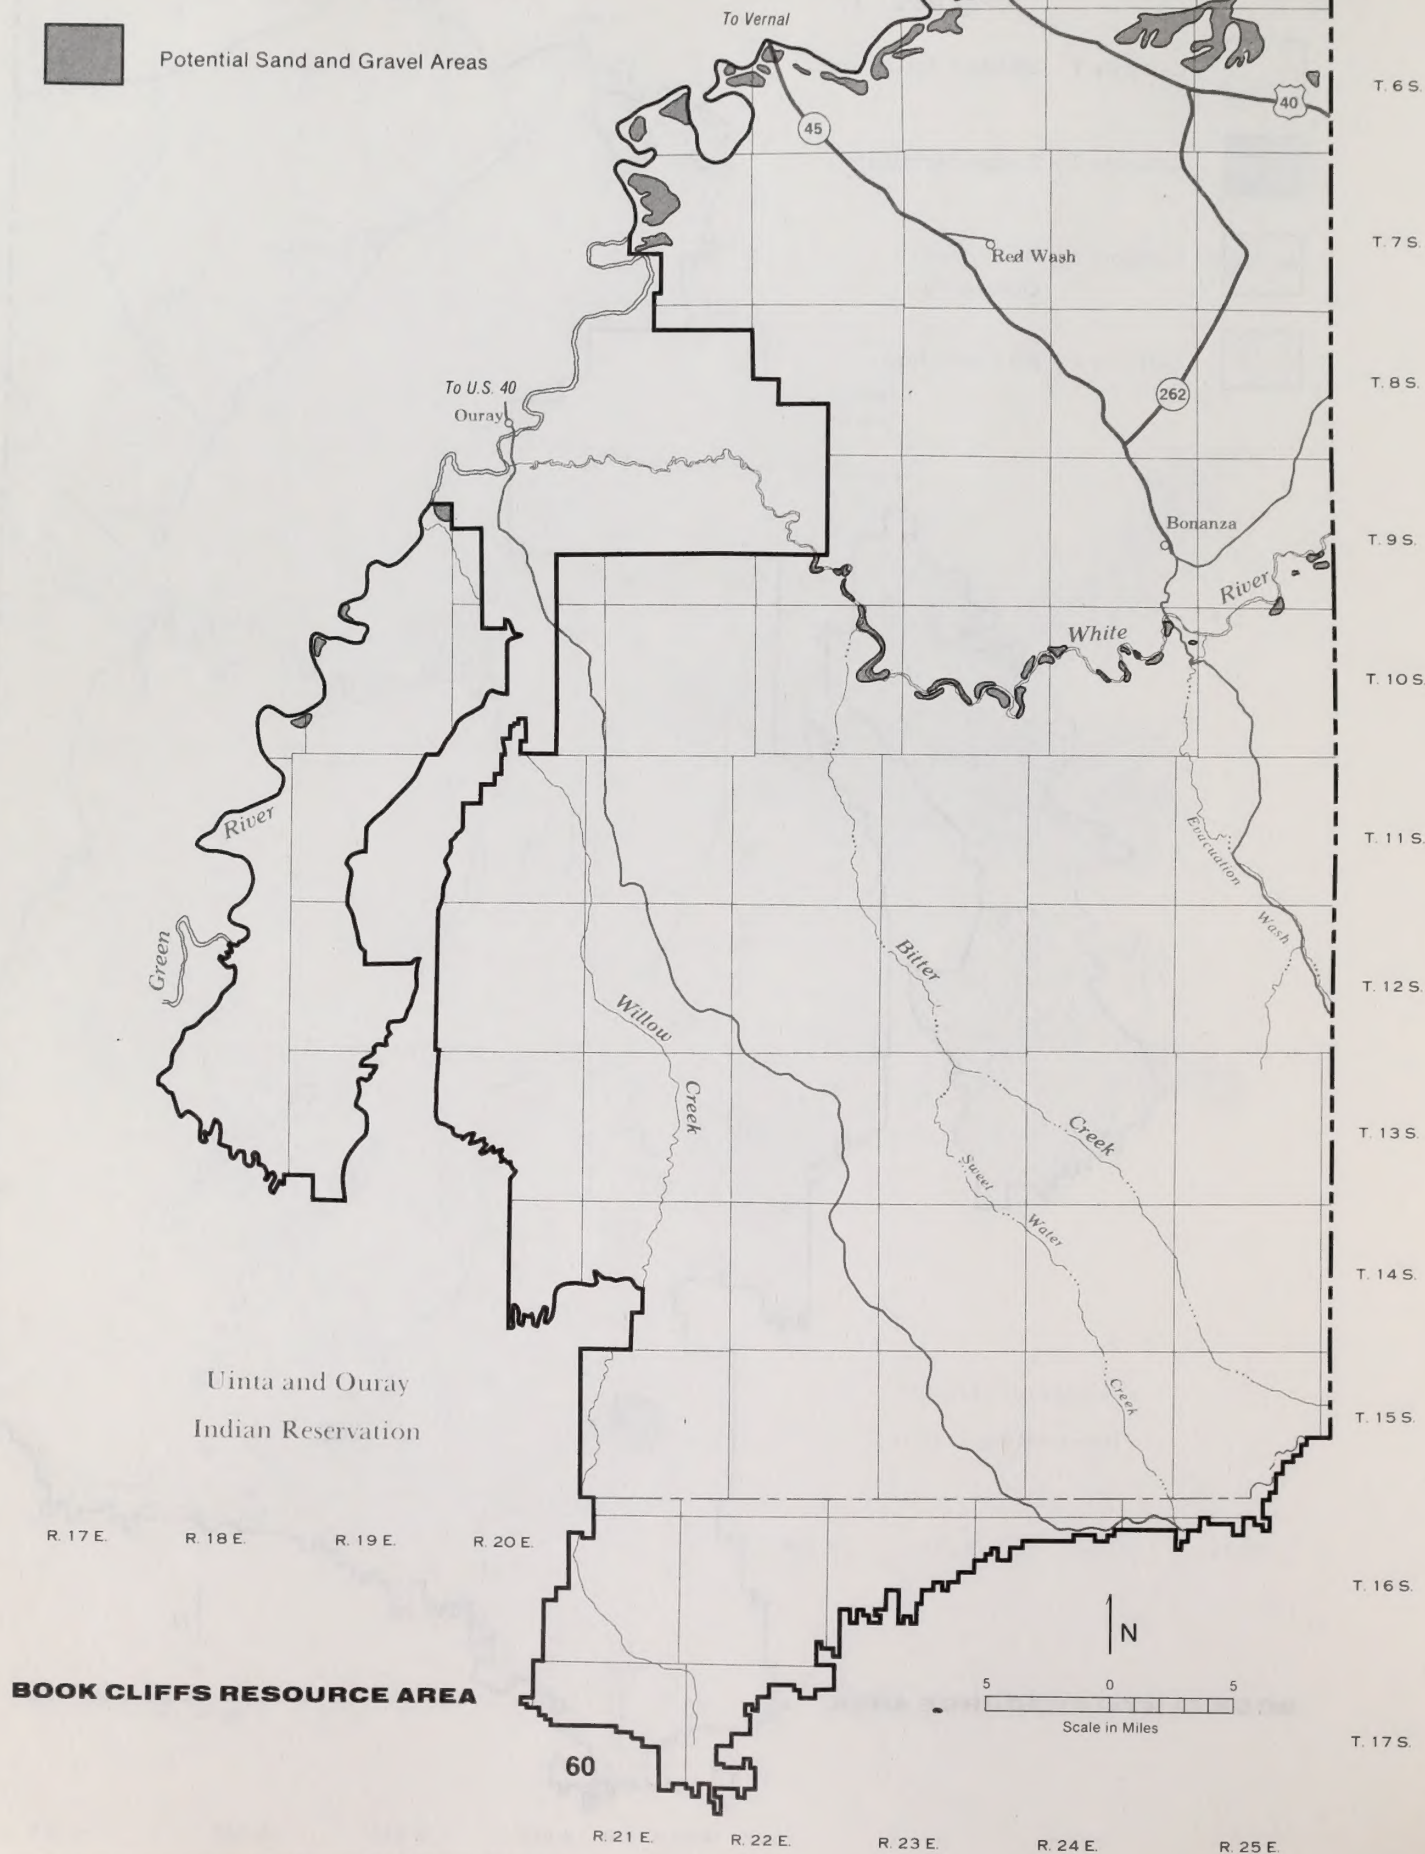 To Vernal
Potential Sand and Gravel Areas
T. 6 S.
40
45
T. 7 S.
Red Wash
To U.S. 40
T. 8 S.
262
Ouray
Bonanza
T. 9 S.
River
White
T. 10 S.
River
T. 11 S.
Evacuation
Wash
Green
Bitter
T. 12 S.
Willow
Creek
Creek
T. 13 S.
Sweet
Water
T. 14 S.
Uinta and Ouray
Indian Reservation
Creek
T. 15 S.
R. 17 E. R. 18 E. R. 19 E. R. 20 E.
T. 16 S.
N
BOOK CLIFFS RESOURCE AREA
5 0 5
Scale in Miles
T. 17 S.
60
R. 21 E. R. 22 E. R. 23 E. R. 24 E. R. 25 E.